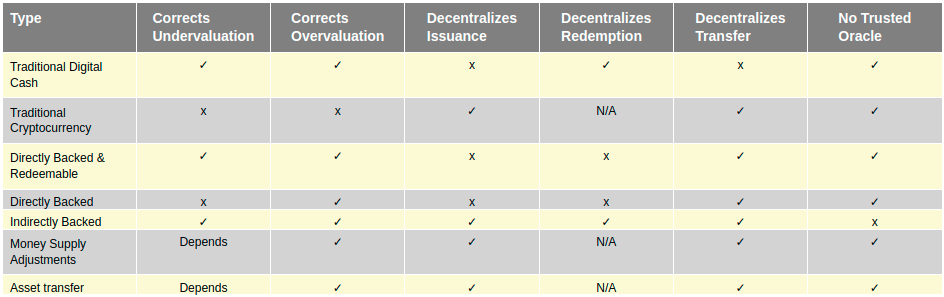 Type Corrects Undervaluation Corrects Overvaluation Decentralizes Issuance Decentralizes Redemption Decentralizes Transfer No Trusted Oracle
Traditional Digital Cash ✓ ✓ x ✓ x ✓
Traditional Cryptocurrency x x ✓ N/A ✓ ✓
Directly Backed & Redeemable ✓ ✓ x x ✓ ✓
Directly Backed x ✓ x x ✓ ✓
Indirectly Backed ✓ ✓ ✓ ✓ ✓ x
Money Supply Adjustments Depends ✓ ✓ N/A ✓ ✓
Asset transfer Depends ✓ ✓ N/A ✓ ✓